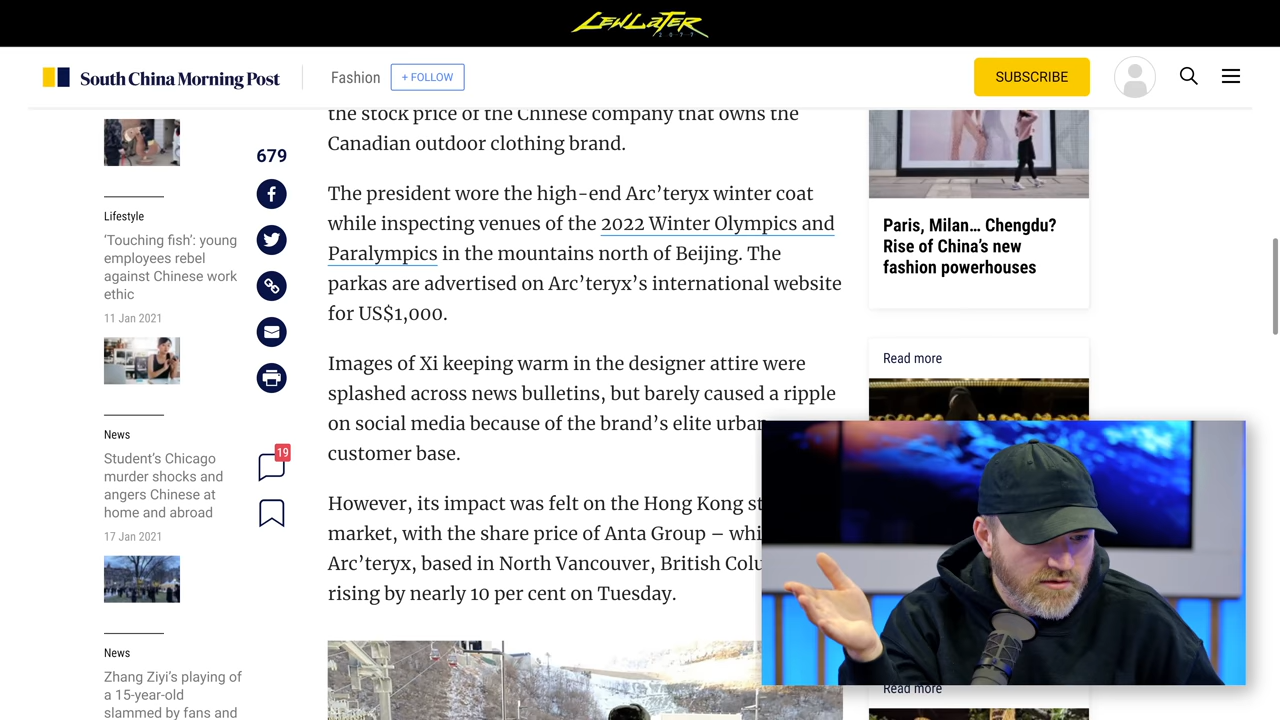 LEWLATER
2077
South China Morning Post
Fashion
+ FOLLOW
SUBSCRIBE
Lifestyle
‘Touching fish’: young
employees rebel
against Chinese work
ethic
11 Jan 2021
News
Student’s Chicago
murder shocks and
angers Chinese at
home and abroad
17 Jan 2021
News
Zhang Ziyi’s playing of
a 15-year-old
slammed by fans and
679
19
the stock price of the Chinese company that owns the
Canadian outdoor clothing brand.
The president wore the high-end Arc’teryx winter coat
while inspecting venues of the 2022 Winter Olympics and
Paralympics in the mountains north of Beijing. The
parkas are advertised on Arc’teryx’s international website
for US$1,000.
Images of Xi keeping warm in the designer attire were
splashed across news bulletins, but barely caused a ripple
on social media because of the brand’s elite urban
customer base.
However, its impact was felt on the Hong Kong
market, with the share price of Anta Group –
Arc’teryx, based in North Vancouver, British
rising by nearly 10 per cent on Tuesday.
Paris, Milan… Chengdu?
Rise of China’s new
fashion powerhouses
Read more
Read more